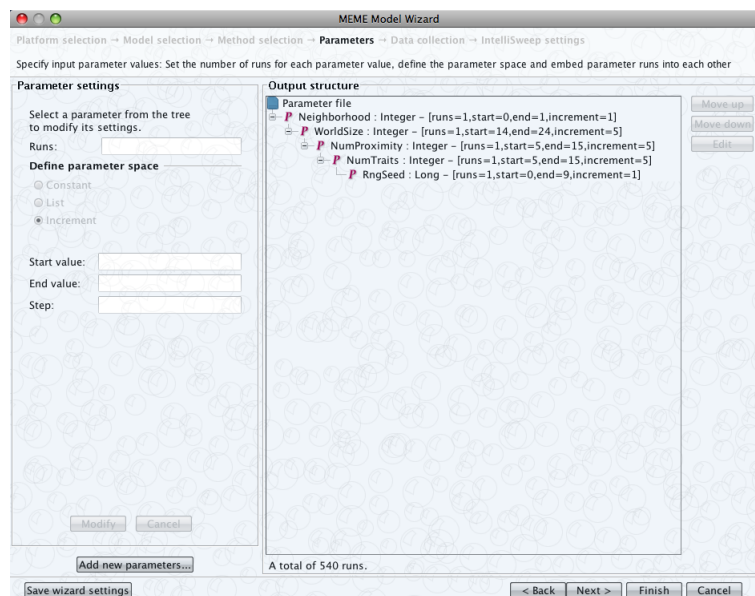 MEME Model Wizard
Platform selection → Model selection → Method selection → Parameters → Data collection → IntelliSweep settings
Specify input parameter values: Set the number of runs for each parameter value, define the parameter space and embed parameter runs into each other
Parameter settings
Select a parameter from the tree
to modify its settings.
Runs:
Define parameter space
Constant
List
Increment
Start value:
End value:
Step:
Modify
Cancel
Add new parameters...
Output structure
Parameter file
P Neighborhood : Integer – [runs=1,start=0,end=1,increment=1]
P WorldSize : Integer – [runs=1,start=14,end=24,increment=5]
P NumProximity : Integer – [runs=1,start=5,end=15,increment=5]
P NumTraits : Integer – [runs=1,start=5,end=15,increment=5]
P RngSeed : Long – [runs=1,start=0,end=9,increment=1]
A total of 540 runs.
Move up
Move down
Edit
Save wizard settings
< Back
Next >
Finish
Cancel